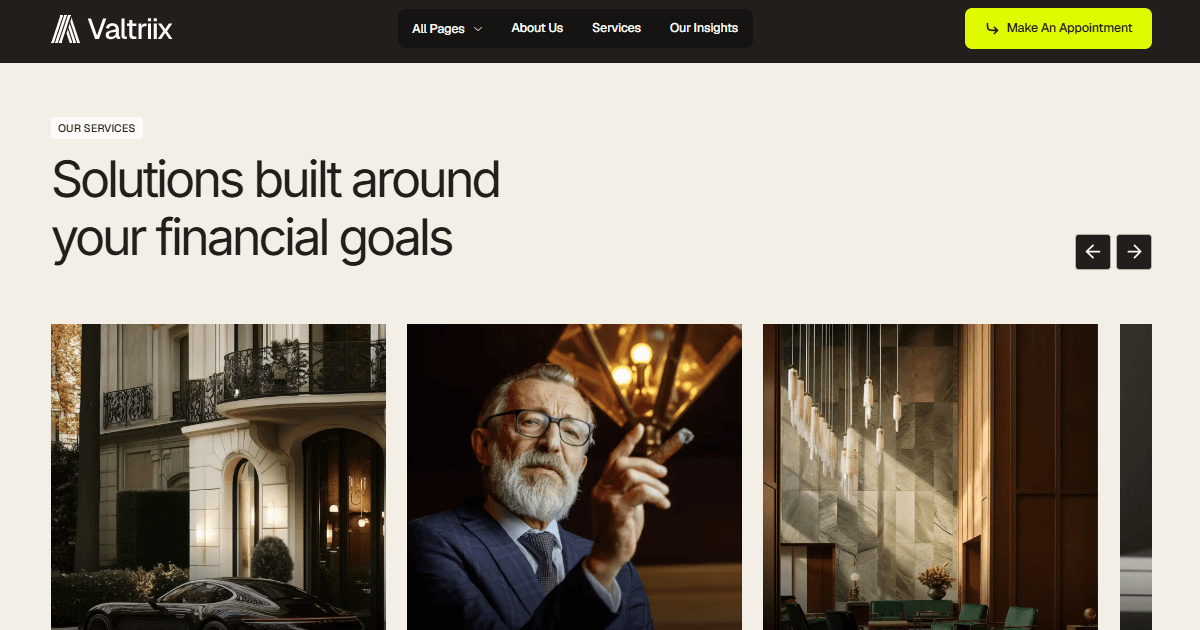 Valtriix
All Pages
About Us
Services
Our Insights
Make An Appointment
OUR SERVICES
Solutions built around
your financial goals